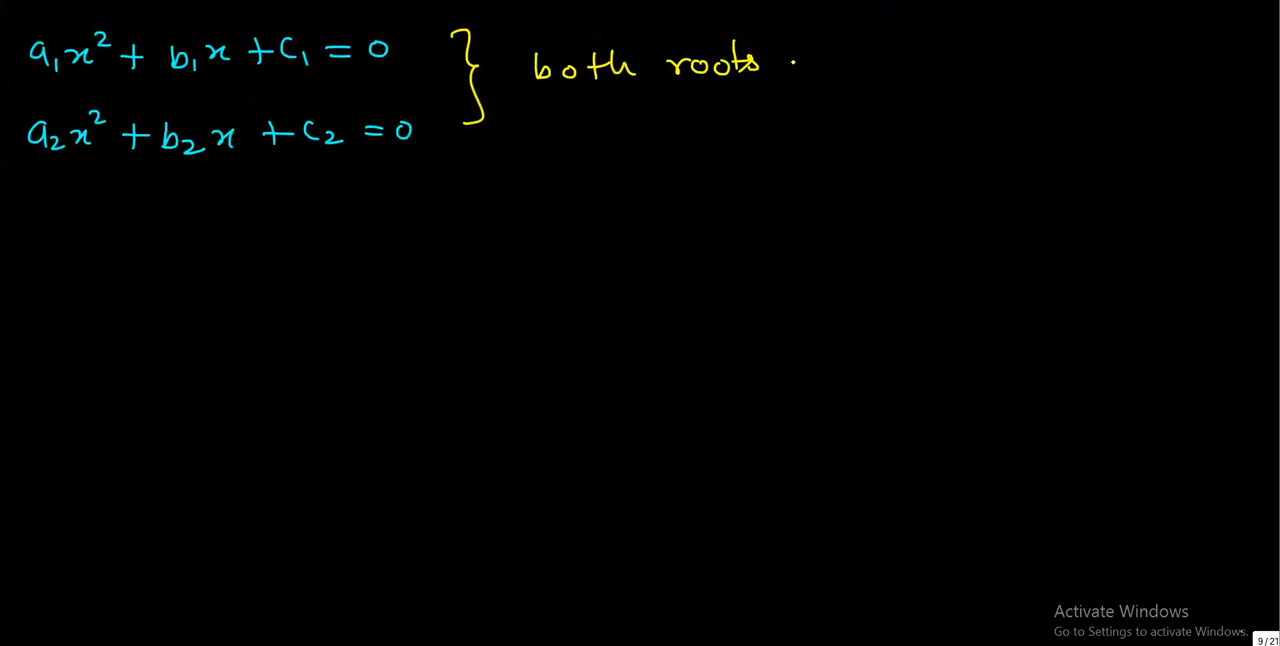 a₁x² + b₁x + c₁ = 0 } both roots .
a₂x² + b₂x + c₂ = 0
Activate Windows
Go to Settings to activate Windows.
9 / 21